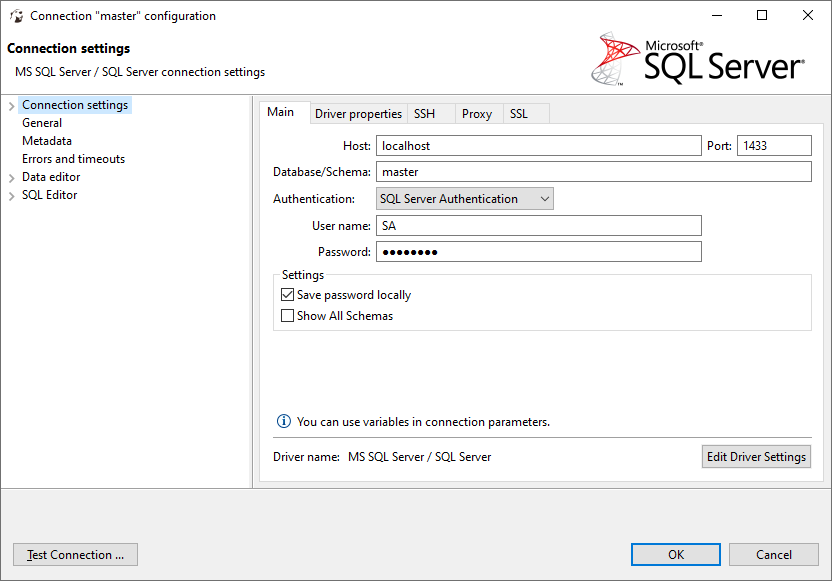 Connection "master" configuration
Connection settings
MS SQL Server / SQL Server connection settings
Microsoft®
SQL Server®
Connection settings
General
Metadata
Errors and timeouts
Data editor
SQL Editor
Main Driver properties SSH Proxy SSL
Host: localhost Port: 1433
Database/Schema: master
Authentication: SQL Server Authentication
User name: SA
Password: ●●●●●●●●
Settings
Save password locally
Show All Schemas
You can use variables in connection parameters.
Driver name: MS SQL Server / SQL Server Edit Driver Settings
Test Connection ... OK Cancel